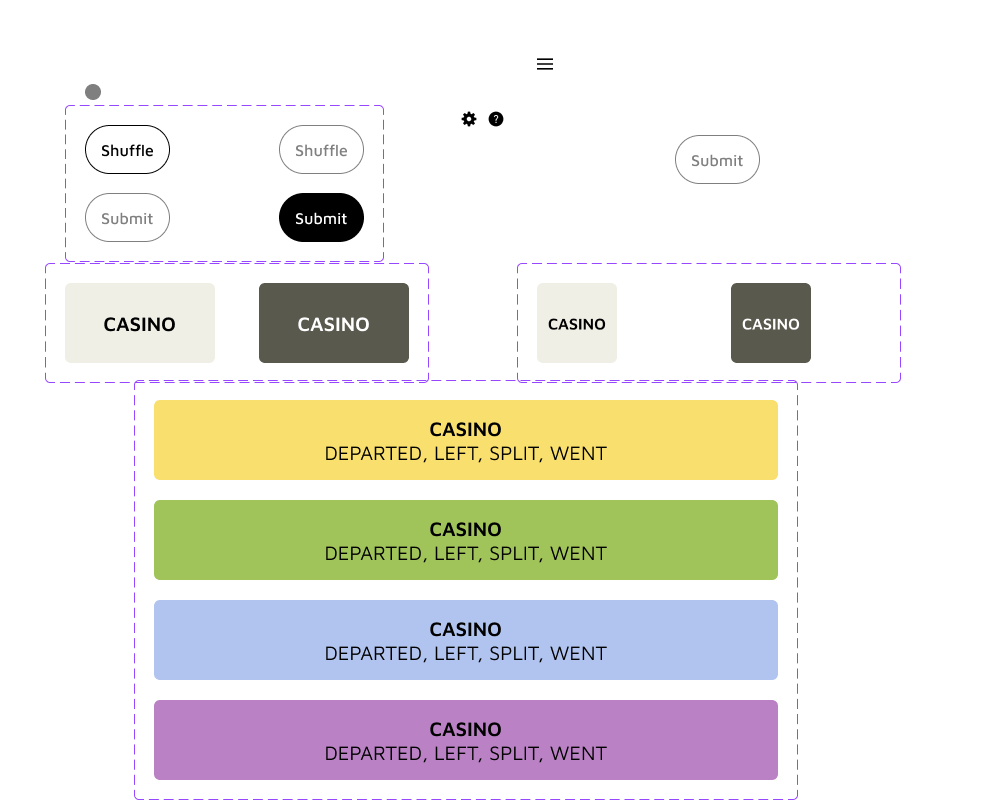 ?
Shuffle
Shuffle
Submit
Submit
Submit
CASINO
CASINO
CASINO
CASINO
CASINO
DEPARTED, LEFT, SPLIT, WENT
CASINO
DEPARTED, LEFT, SPLIT, WENT
CASINO
DEPARTED, LEFT, SPLIT, WENT
CASINO
DEPARTED, LEFT, SPLIT, WENT